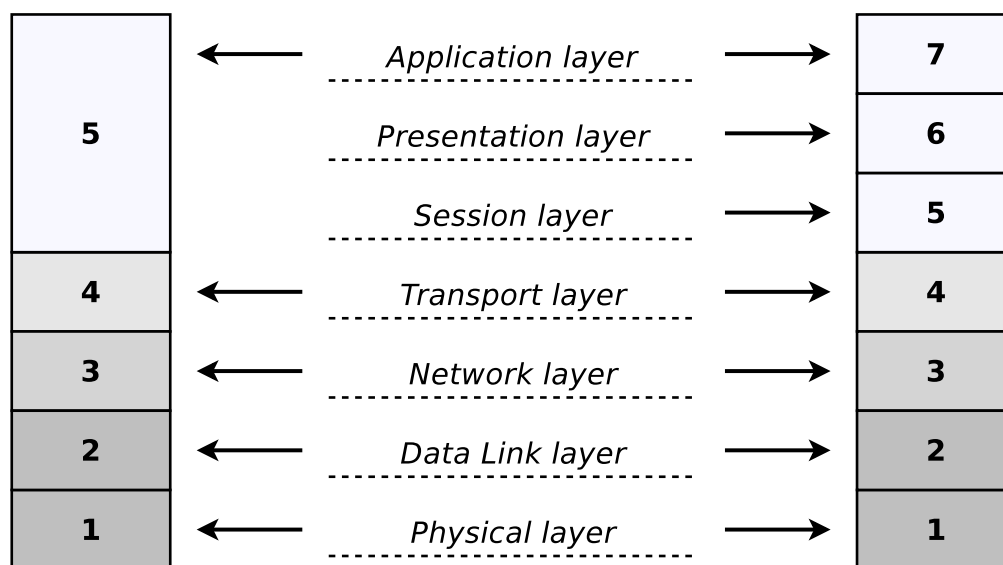 Application layer 7
5 Presentation layer 6
Session layer 5
4 Transport layer 4
3 Network layer 3
2 Data Link layer 2
1 Physical layer 1